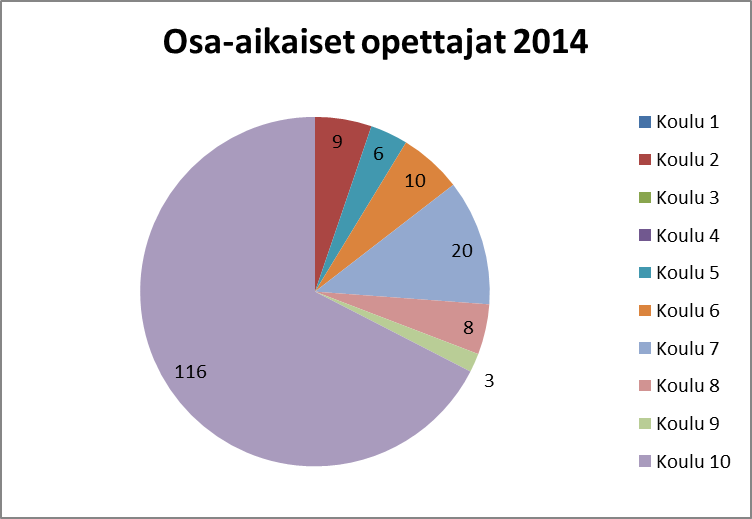 Osa-aikaiset opettajat 2014
9
6
10
20
8
3
116
Koulu 1
Koulu 2
Koulu 3
Koulu 4
Koulu 5
Koulu 6
Koulu 7
Koulu 8
Koulu 9
Koulu 10